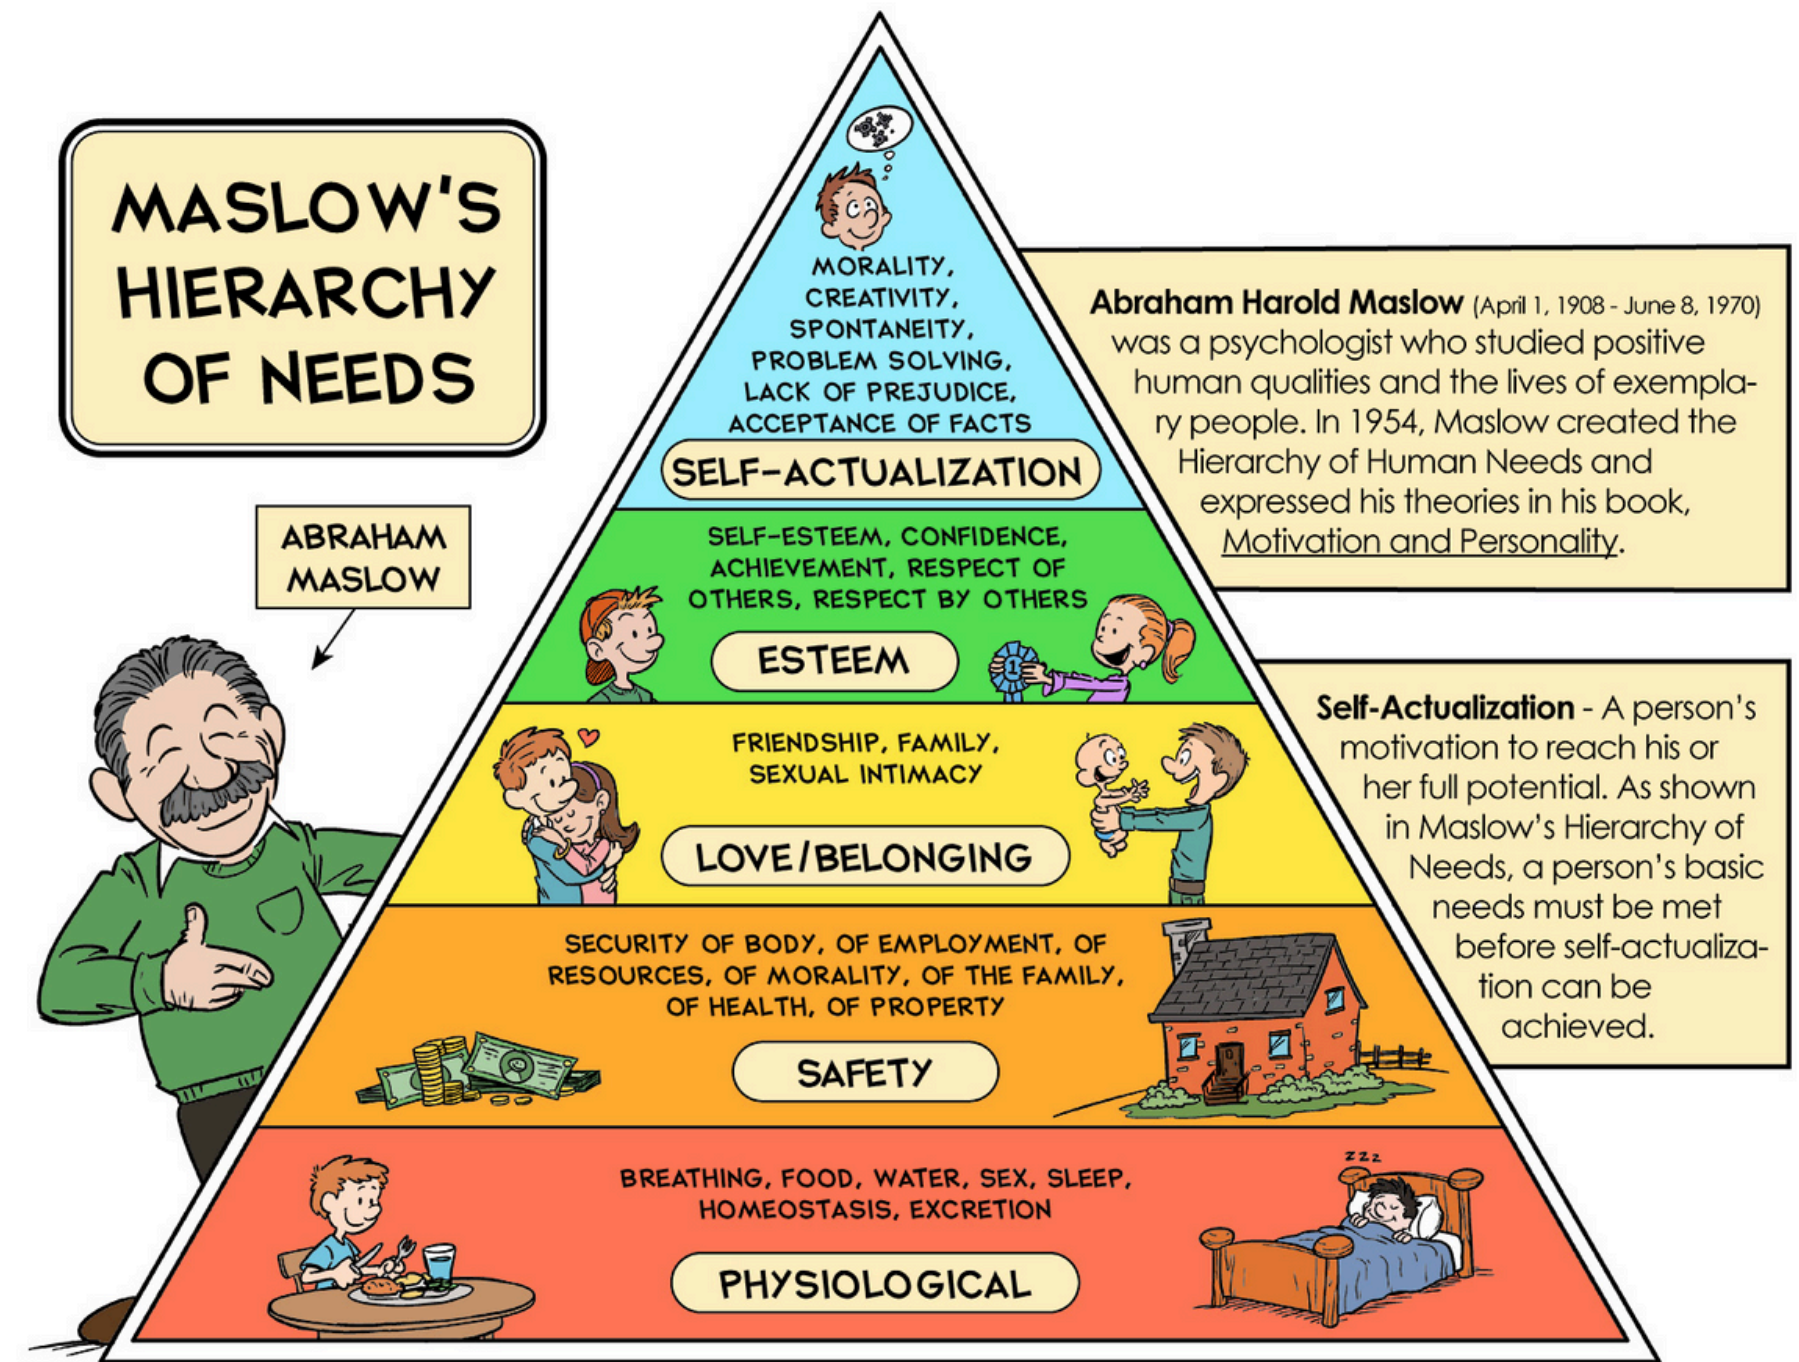 MASLOW'S
HIERARCHY
OF NEEDS
ABRAHAM
MASLOW
MORALITY,
CREATIVITY,
SPONTANEITY,
PROBLEM SOLVING,
LACK OF PREJUDICE,
ACCEPTANCE OF FACTS
SELF-ACTUALIZATION
SELF-ESTEEM, CONFIDENCE,
ACHIEVEMENT, RESPECT OF
OTHERS, RESPECT BY OTHERS
1
ESTEEM
FRIENDSHIP, FAMILY,
SEXUAL INTIMACY
LOVE/BELONGING
SECURITY OF BODY, OF EMPLOYMENT, OF
RESOURCES, OF MORALITY, OF THE FAMILY,
OF HEALTH, OF PROPERTY
SAFETY
BREATHING, FOOD, WATER, SEX, SLEEP,
HOMEOSTASIS, EXCRETION
zzz
PHYSIOLOGICAL
Abraham Harold Maslow (April 1, 1908 - June 8, 1970)
was a psychologist who studied positive
human qualities and the lives of exempla-
ry people. In 1954, Maslow created the
Hierarchy of Human Needs and
expressed his theories in his book,
Motivation and Personality.
Self-Actualization - A person's
motivation to reach his or
her full potential. As shown
in Maslow's Hierarchy of
Needs, a person's basic
needs must be met
before self-actualiza-
tion can be
achieved.